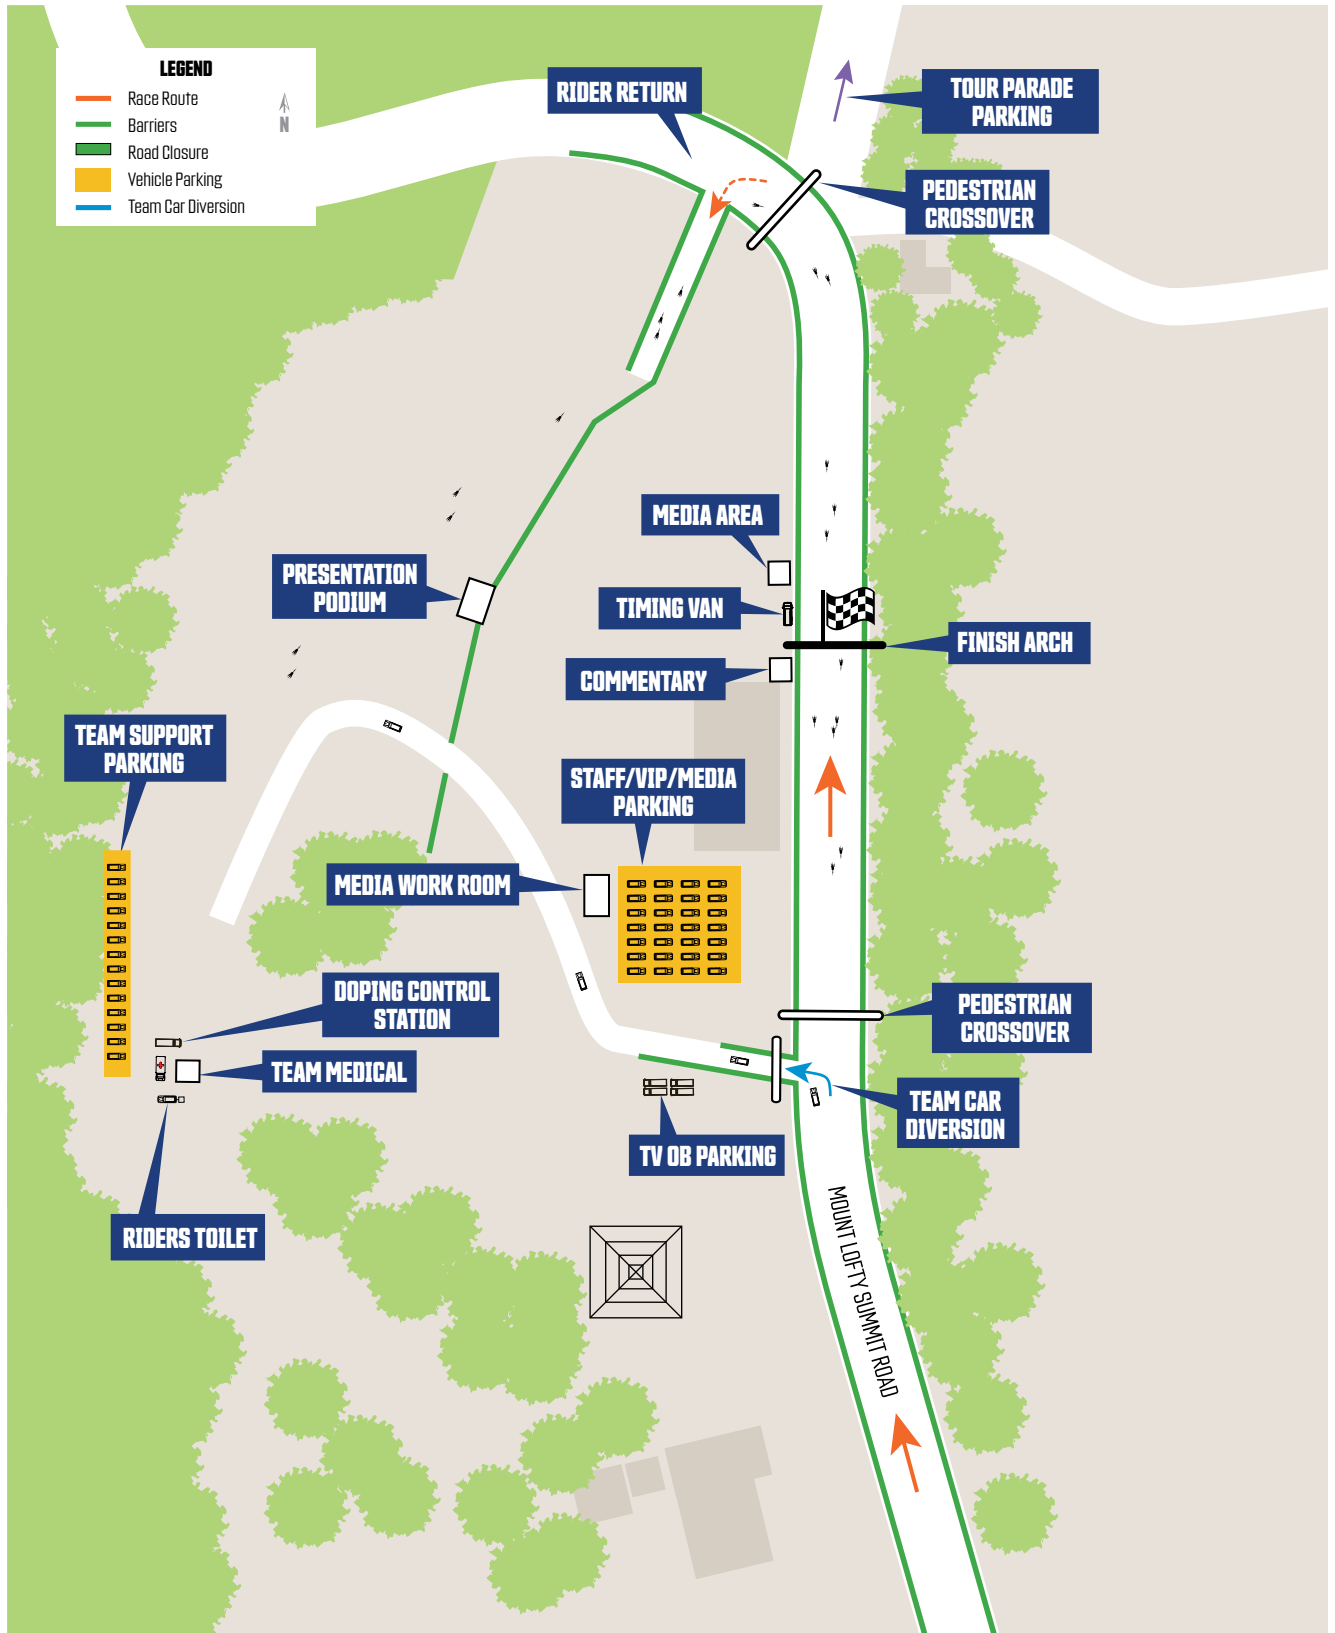 LEGEND
Race Route
Barriers
Road Closure
Vehicle Parking
Team Car Diversion
N
RIDER RETURN
TOUR PARADE
PARKING
PEDESTRIAN
CROSSOVER
MEDIA AREA
PRESENTATION
PODIUM
TIMING VAN
FINISH ARCH
COMMENTARY
TEAM SUPPORT
PARKING
STAFF/VIP/MEDIA
PARKING
MEDIA WORK ROOM
DOPING CONTROL
STATION
PEDESTRIAN
CROSSOVER
TEAM MEDICAL
TEAM CAR
DIVERSION
TV OB PARKING
RIDERS TOILET
MOUNT LOFTY SUMMIT ROAD